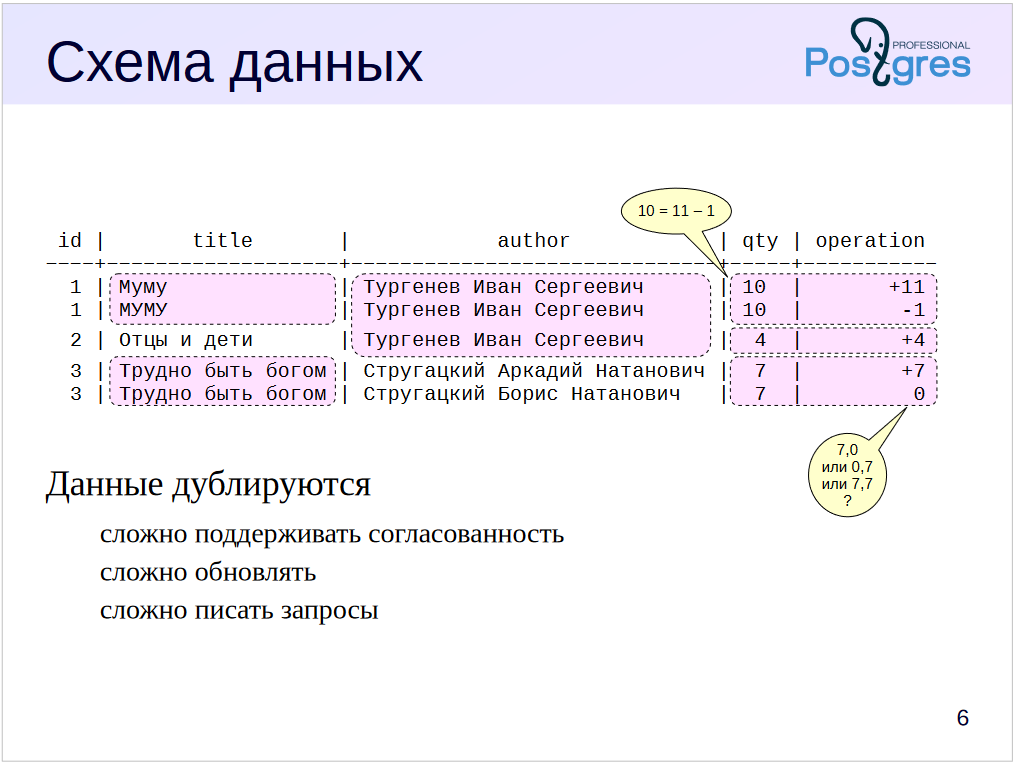 Схема данных
PROFESSIONAL
Postgres
10 = 11 – 1
id | title | author | qty | operation
----+-------------------+------------------------------+-----+-----------
1 | Муму | Тургенев Иван Сергеевич | 10 | +11
1 | МУМУ | Тургенев Иван Сергеевич | 10 | -1
2 | Отцы и дети | Тургенев Иван Сергеевич | 4 | +4
3 | Трудно быть богом | Стругацкий Аркадий Натанович | 7 | +7
3 | Трудно быть богом | Стругацкий Борис Натанович | 7 | 0
7,0
или 0,7
или 7,7
?
Данные дублируются
сложно поддерживать согласованность
сложно обновлять
сложно писать запросы
6